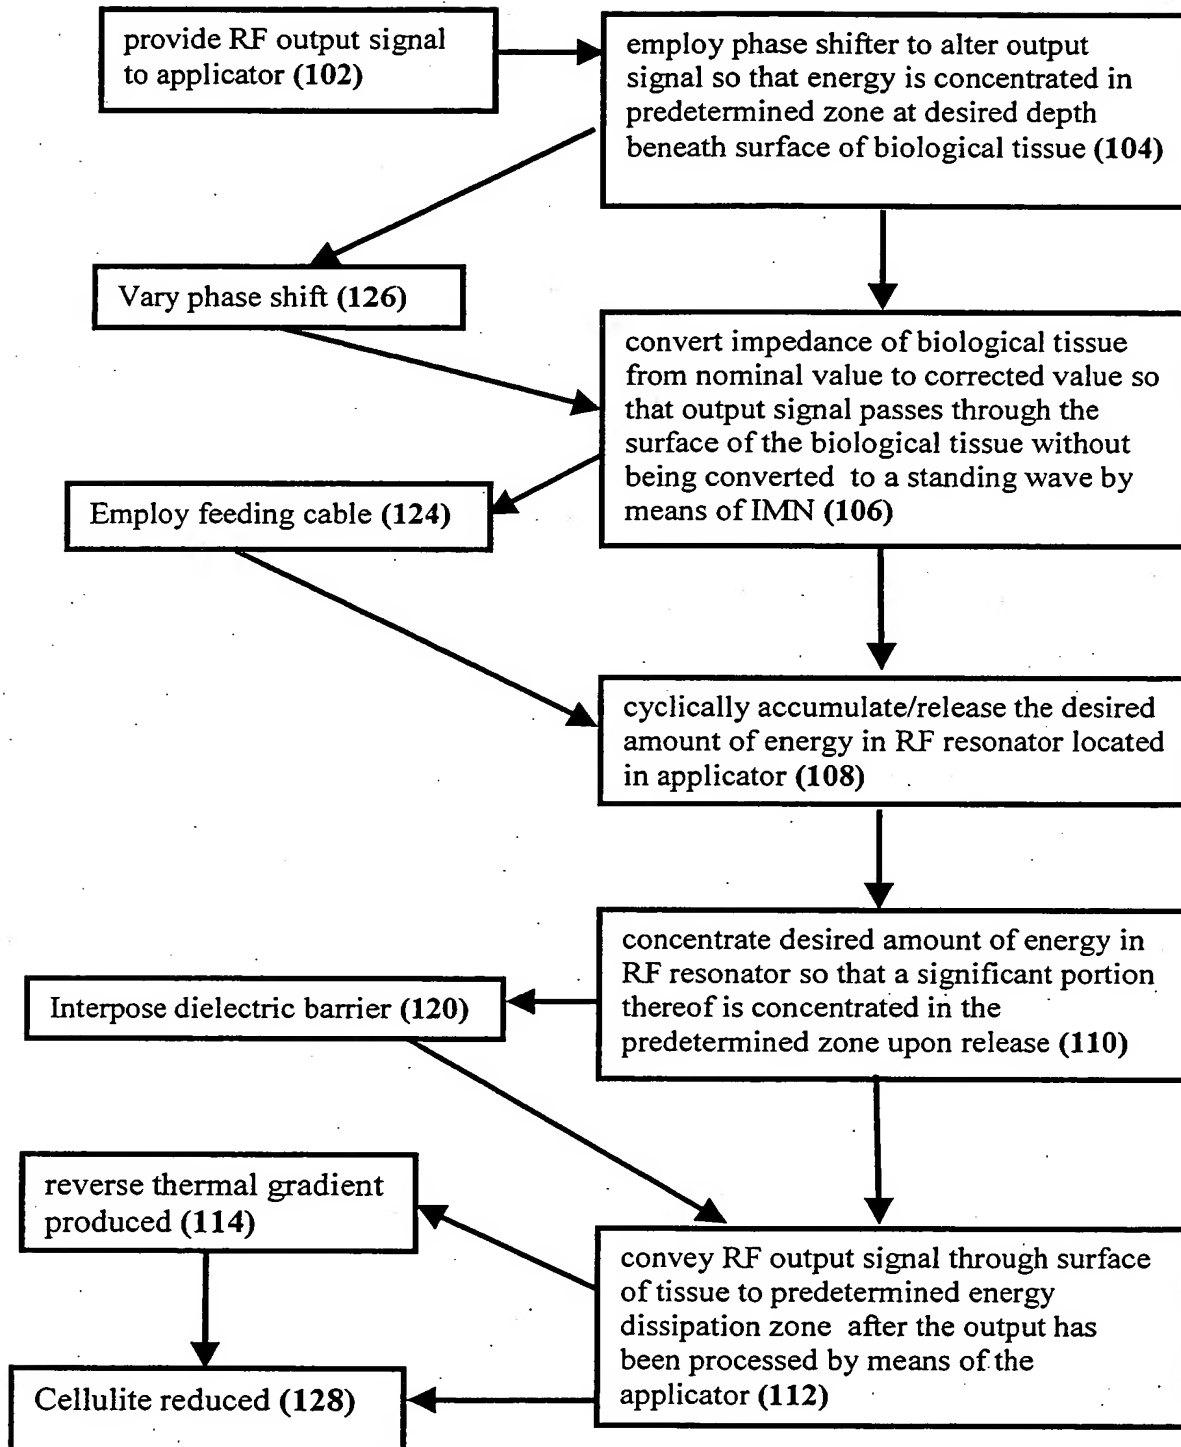 provide RF output signal
to applicator (102)
employ phase shifter to alter output
signal so that energy is concentrated in
predetermined zone at desired depth
beneath surface of biological tissue (104)
Vary phase shift (126)
convert impedance of biological tissue
from nominal value to corrected value so
that output signal passes through the
surface of the biological tissue without
being converted to a standing wave by
means of IMN (106)
Employ feeding cable (124)
cyclically accumulate/release the desired
amount of energy in RF resonator located
in applicator (108)
concentrate desired amount of energy in
RF resonator so that a significant portion
thereof is concentrated in the
predetermined zone upon release (110)
Interpose dielectric barrier (120)
reverse thermal gradient
produced (114)
convey RF output signal through surface
of tissue to predetermined energy
dissipation zone after the output has
been processed by means of the
applicator (112)
Cellulite reduced (128)